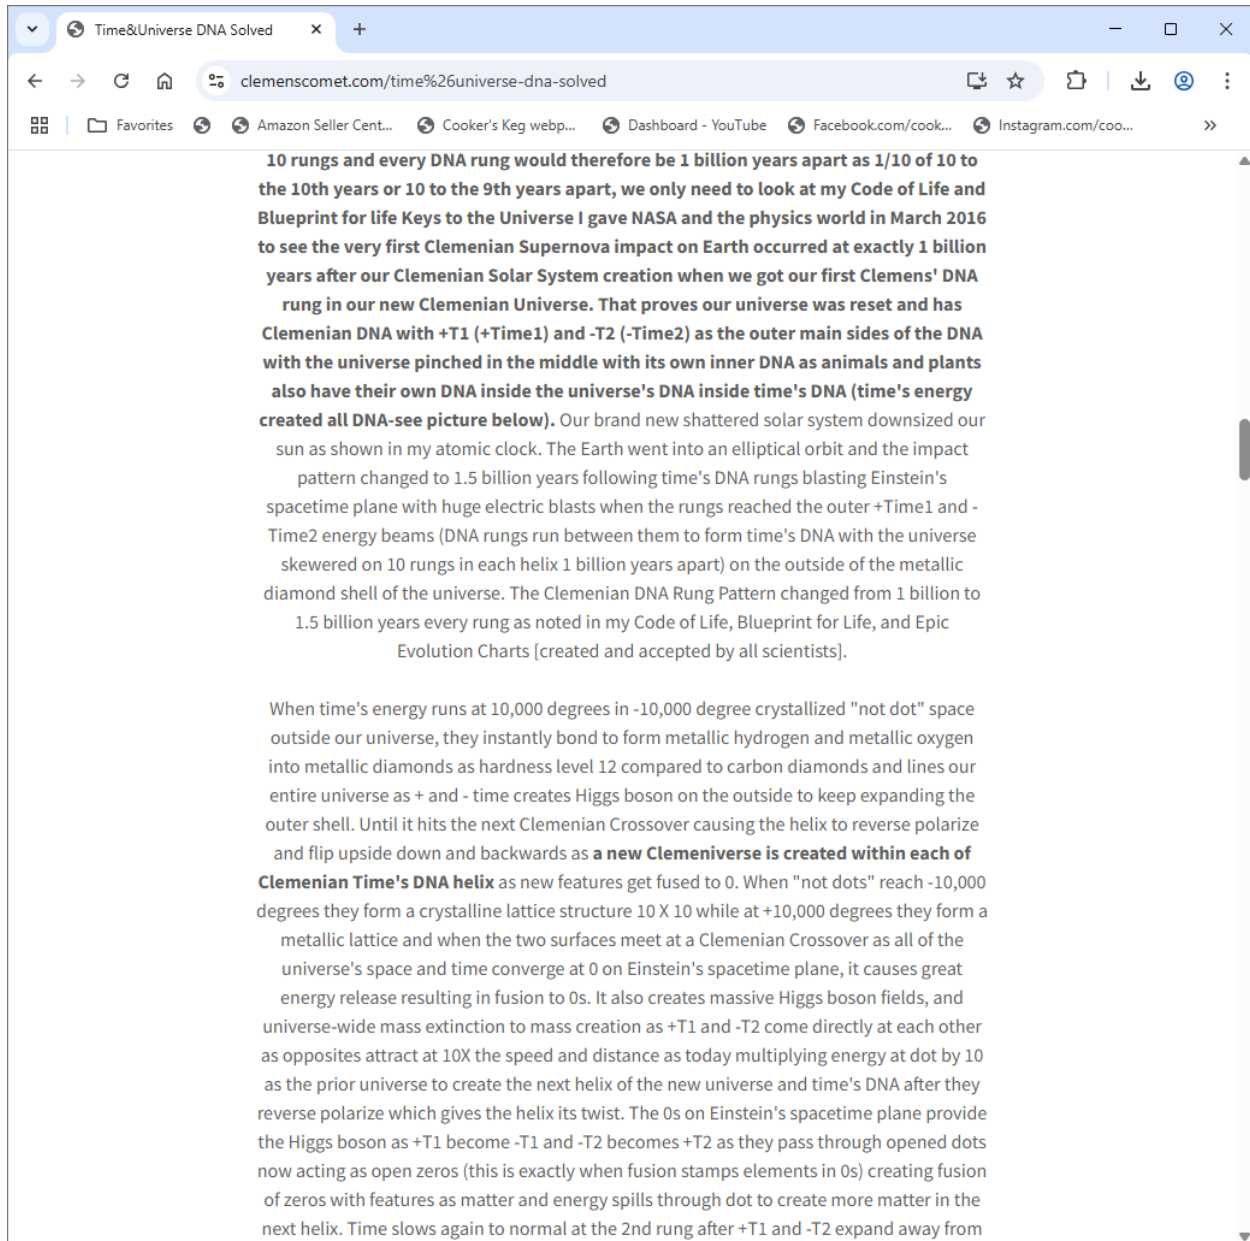 Time&Universe DNA Solved
clemenscomet.com/time%26universe-dna-solved
Favorites Amazon Seller Cent... Cooker's Keg webp... Dashboard - YouTube Facebook.com/cook... Instagram.com/coo...
10 rungs and every DNA rung would therefore be 1 billion years apart as 1/10 of 10 to
the 10th years or 10 to the 9th years apart, we only need to look at my Code of Life and
Blueprint for life Keys to the Universe I gave NASA and the physics world in March 2016
to see the very first Clemenian Supernova impact on Earth occurred at exactly 1 billion
years after our Clemenian Solar System creation when we got our first Clemens' DNA
rung in our new Clemenian Universe. That proves our universe was reset and has
Clemenian DNA with +T1 (+Time1) and -T2 (-Time2) as the outer main sides of the DNA
with the universe pinched in the middle with its own inner DNA as animals and plants
also have their own DNA inside the universe's DNA inside time's DNA (time's energy
created all DNA-see picture below). Our brand new shattered solar system downsized our
sun as shown in my atomic clock. The Earth went into an elliptical orbit and the impact
pattern changed to 1.5 billion years following time's DNA rungs blasting Einstein's
spacetime plane with huge electric blasts when the rungs reached the outer +Time1 and -
Time2 energy beams (DNA rungs run between them to form time's DNA with the universe
skewered on 10 rungs in each helix 1 billion years apart) on the outside of the metallic
diamond shell of the universe. The Clemenian DNA Rung Pattern changed from 1 billion to
1.5 billion years every rung as noted in my Code of Life, Blueprint for Life, and Epic
Evolution Charts [created and accepted by all scientists].
When time's energy runs at 10,000 degrees in -10,000 degree crystallized "not dot" space
outside our universe, they instantly bond to form metallic hydrogen and metallic oxygen
into metallic diamonds as hardness level 12 compared to carbon diamonds and lines our
entire universe as + and - time creates Higgs boson on the outside to keep expanding the
outer shell. Until it hits the next Clemenian Crossover causing the helix to reverse polarize
and flip upside down and backwards as a new Clemeniverse is created within each of
Clemenian Time's DNA helix as new features get fused to 0. When "not dots" reach -10,000
degrees they form a crystalline lattice structure 10 X 10 while at +10,000 degrees they form a
metallic lattice and when the two surfaces meet at a Clemenian Crossover as all of the
universe's space and time converge at 0 on Einstein's spacetime plane, it causes great
energy release resulting in fusion to 0s. It also creates massive Higgs boson fields, and
universe-wide mass extinction to mass creation as +T1 and -T2 come directly at each other
as opposites attract at 10X the speed and distance as today multiplying energy at dot by 10
as the prior universe to create the next helix of the new universe and time's DNA after they
reverse polarize which gives the helix its twist. The 0s on Einstein's spacetime plane provide
the Higgs boson as +T1 become -T1 and -T2 becomes +T2 as they pass through opened dots
now acting as open zeros (this is exactly when fusion stamps elements in 0s) creating fusion
of zeros with features as matter and energy spills through dot to create more matter in the
next helix. Time slows again to normal at the 2nd rung after +T1 and -T2 expand away from